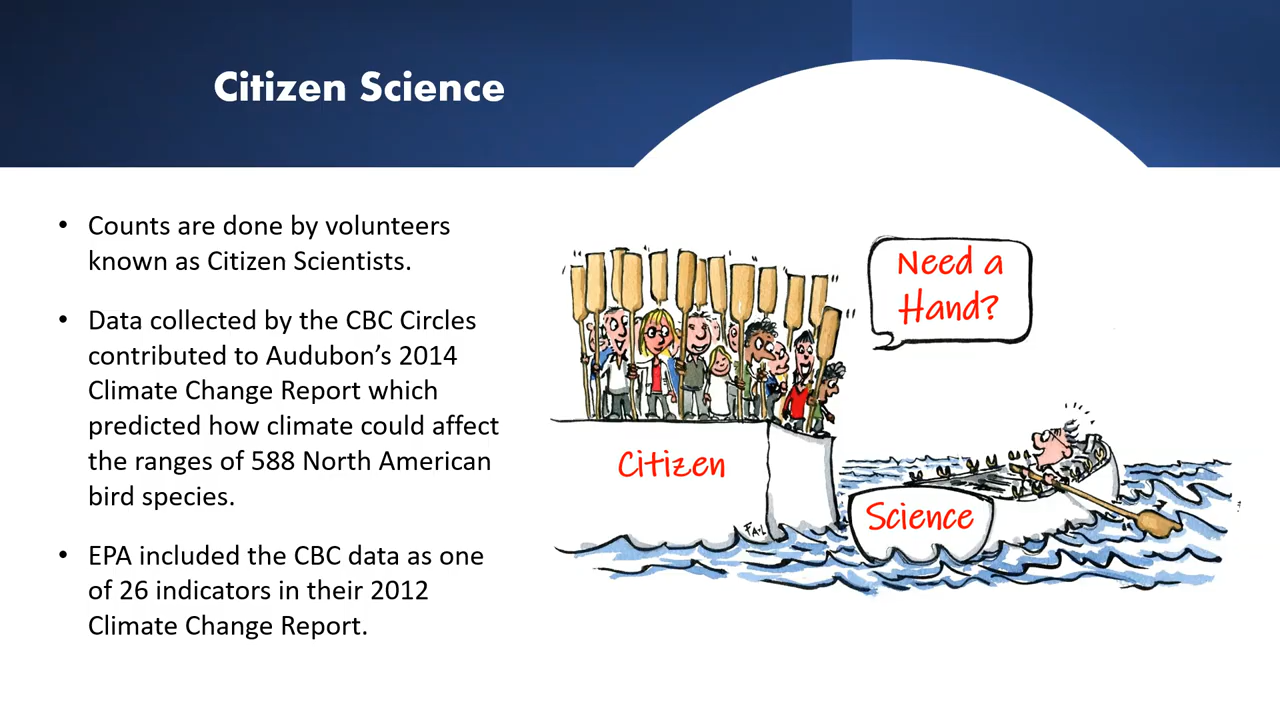 Citizen Science
• Counts are done by volunteers
known as Citizen Scientists.
• Data collected by the CBC Circles
contributed to Audubon’s 2014
Climate Change Report which
predicted how climate could affect
the ranges of 588 North American
bird species.
• EPA included the CBC data as one
of 26 indicators in their 2012
Climate Change Report.
Need a
Hand?
Citizen
Science